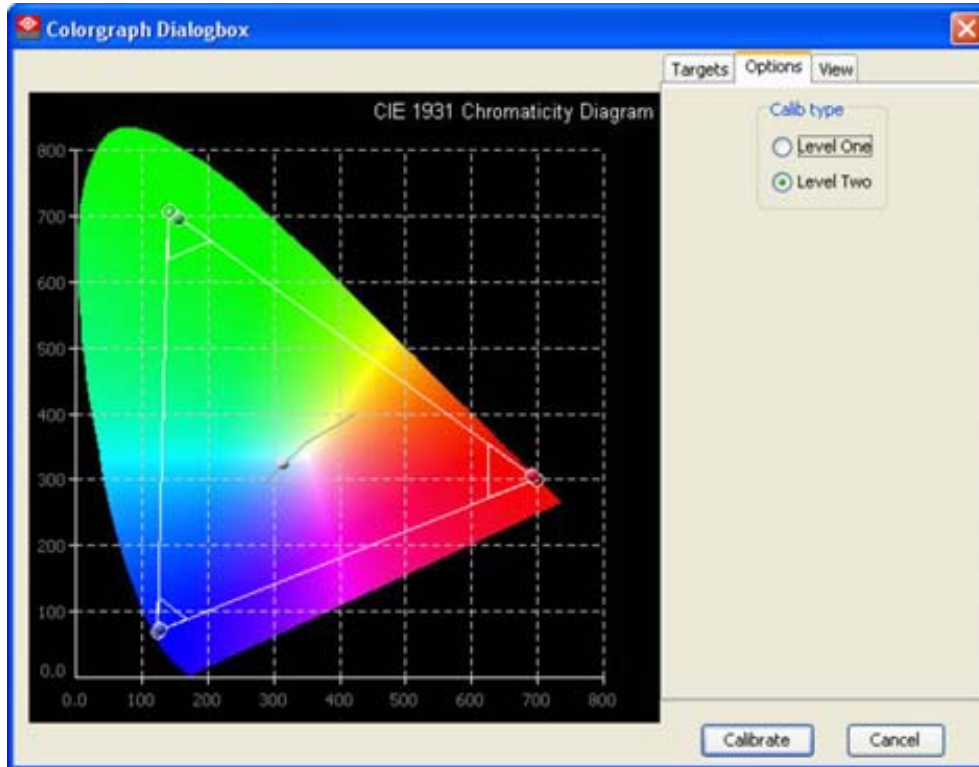 Colorgraph Dialogbox
Targets Options View
CIE 1931 Chromaticity Diagram
Calib type
Level One
Level Two
800
700
600
500
400
300
200
100
0.0
0.0 100 200 300 400 500 600 700 800
Calibrate Cancel